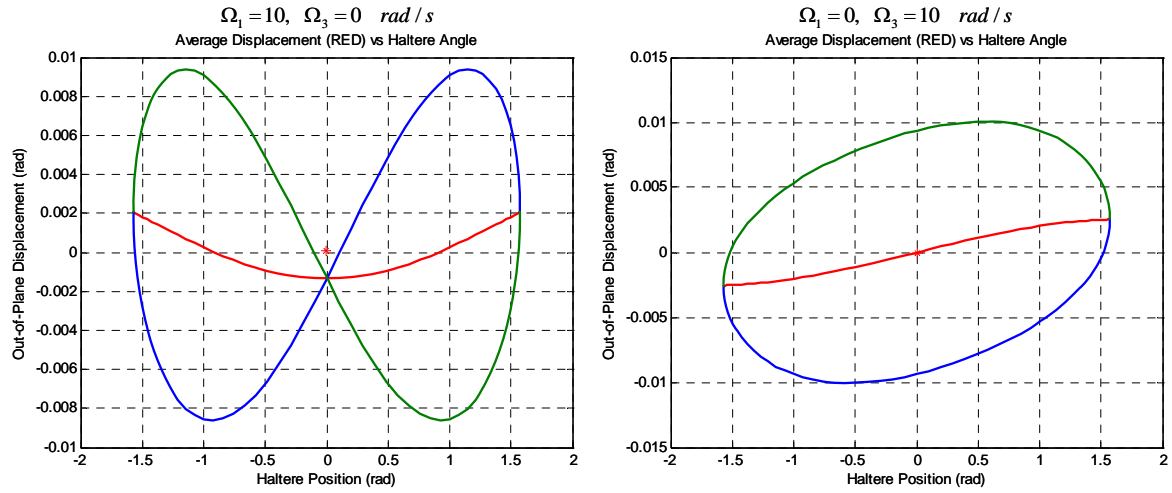 Ω₁ = 10, Ω₃ = 0 rad / s
Average Displacement (RED) vs Haltere Angle
0.01
0.008
0.006
0.004
0.002
0
-0.002
-0.004
-0.006
-0.008
-0.01
Out-of-Plane Displacement (rad)
-2 -1.5 -1 -0.5 0 0.5 1 1.5 2
Haltere Position (rad)
Ω₁ = 0, Ω₃ = 10 rad / s
Average Displacement (RED) vs Haltere Angle
0.015
0.01
0.005
0
-0.005
-0.01
-0.015
Out-of-Plane Displacement (rad)
-2 -1.5 -1 -0.5 0 0.5 1 1.5 2
Haltere Position (rad)